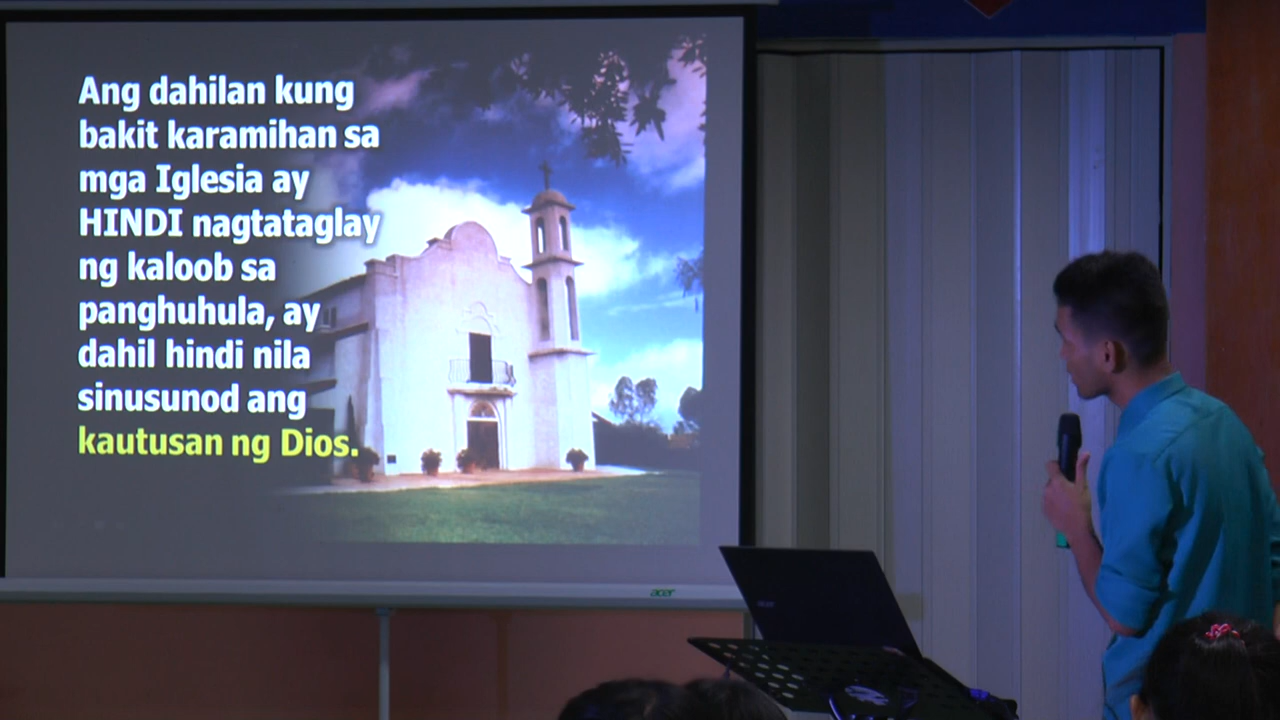 Ang dahilan kung
bakit karamihan sa
mga Iglesia ay
HINDI nagtataglay
ng kaloob sa
panghuhula, ay
dahil hindi nila
sinusunod ang
kautusan ng Dios.
acer
acer